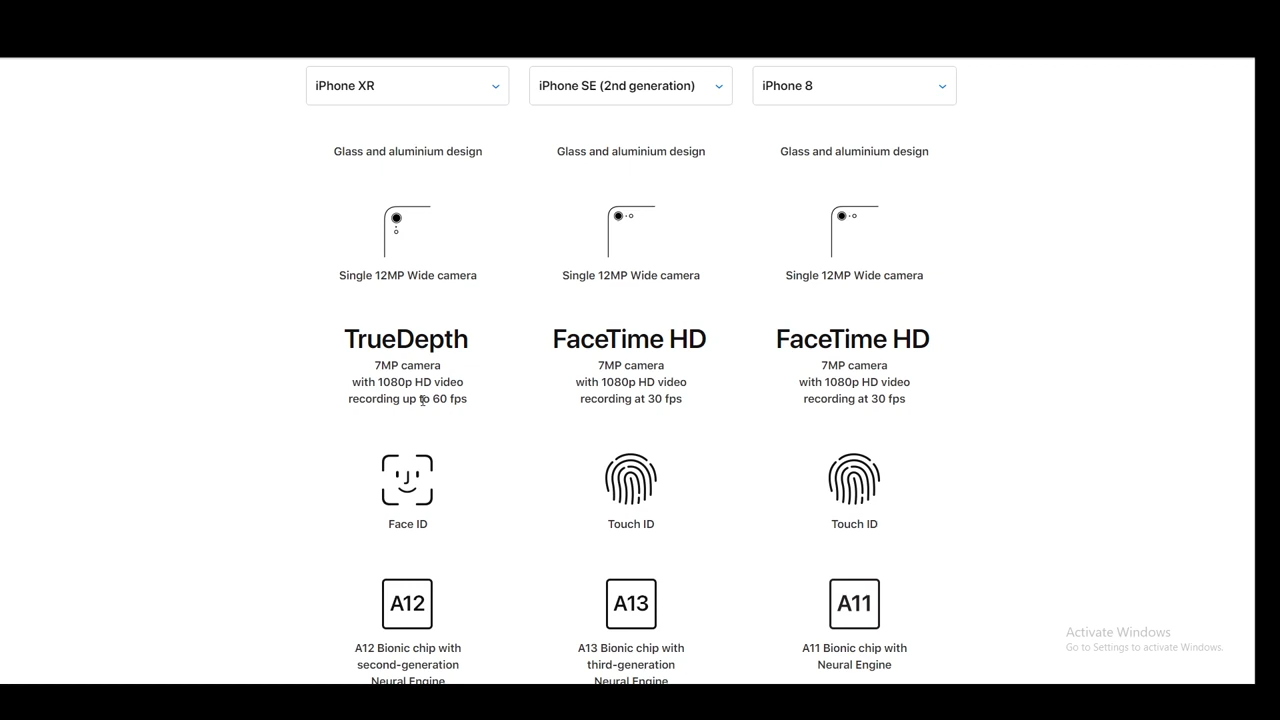 iPhone XR
iPhone SE (2nd generation)
iPhone 8
Glass and aluminium design
Glass and aluminium design
Glass and aluminium design
Single 12MP Wide camera
Single 12MP Wide camera
Single 12MP Wide camera
TrueDepth
7MP camera
with 1080p HD video
recording up to 60 fps
FaceTime HD
7MP camera
with 1080p HD video
recording at 30 fps
FaceTime HD
7MP camera
with 1080p HD video
recording at 30 fps
Face ID
Touch ID
Touch ID
A12
A12 Bionic chip with
second-generation
Neural Engine
A13
A13 Bionic chip with
third-generation
Neural Engine
A11
A11 Bionic chip with
Neural Engine
Activate Windows
Go to Settings to activate Windows.